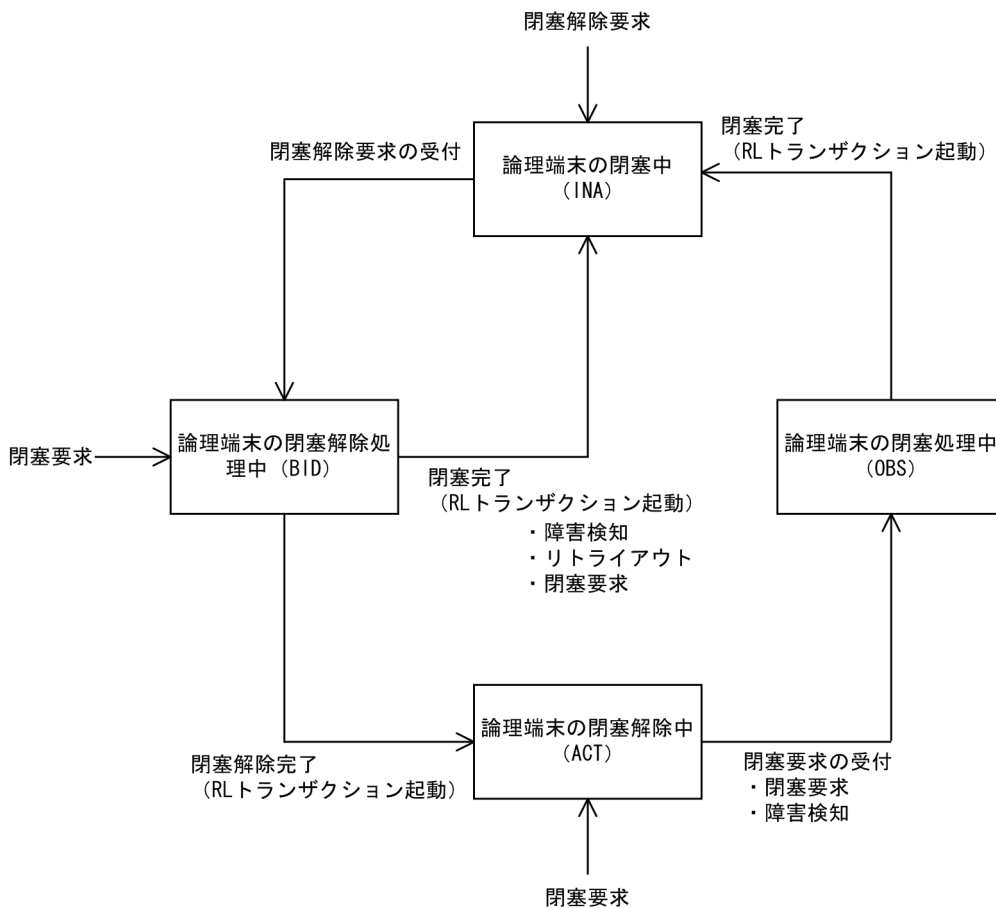 閉塞解除要求
閉塞完了
（RLトランザクション起動）
閉塞解除要求の受付
論理端末の閉塞中
（INA）
論理端末の閉塞解除処
理中（BID）
論理端末の閉塞処理中
（OBS）
閉塞要求
閉塞完了
（RLトランザクション起動）
・障害検知
・リトライアウト
・閉塞要求
論理端末の閉塞解除中
（ACT）
閉塞解除完了
（RLトランザクション起動）
閉塞要求の受付
・閉塞要求
・障害検知
閉塞要求